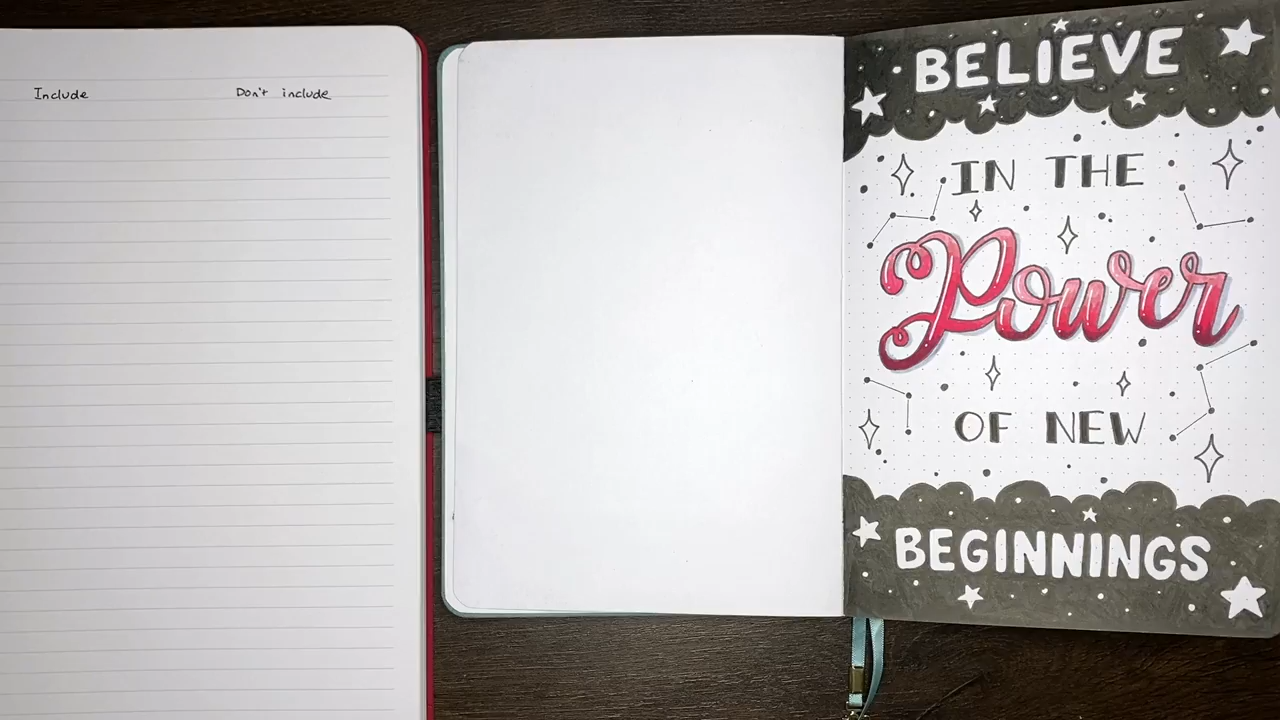 Include Don't include
BELIEVE
IN THE
Power
OF NEW
BEGINNINGS